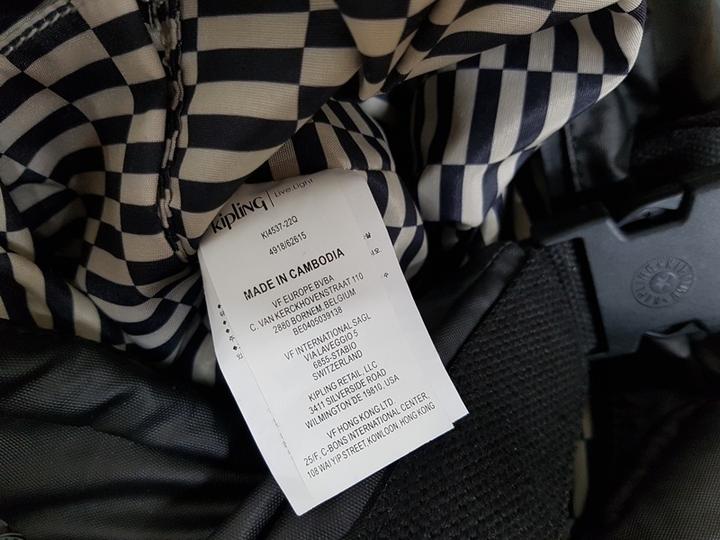 kipling | Live.Light
KI4537-22Q
4918/62615
MADE IN CAMBODIA
VF EUROPE BVBA
C. VAN KERCKHOVENSTRAAT 110
2880 BORNEM, BELGIUM
BE0405039138
VF INTERNATIONAL SAGL
VIA LAVEGGIO 5
6855-STABIO
SWITZERLAND
KIPLING RETAIL, LLC
3411 SILVERSIDE ROAD
WILMINGTON DE 19810, USA
VF HONG KONG LTD
25/F, C-BONS INTERNATIONAL CENTER,
108 WAI YIP STREET, KOWLOON, HONG KONG
KIPLING